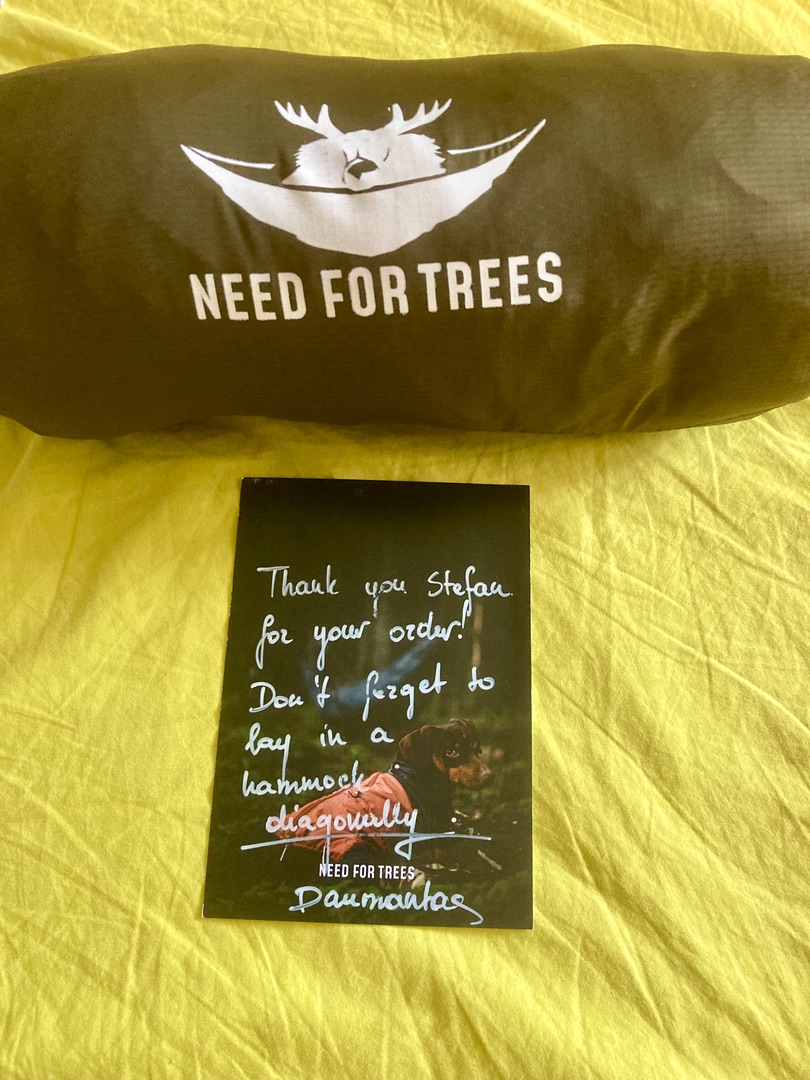 NEED FOR TREES
Thank you Stefan
for your order!
Don't forget to
lay in a
hammock
diagonally.
NEED FOR TREES
Daumantas